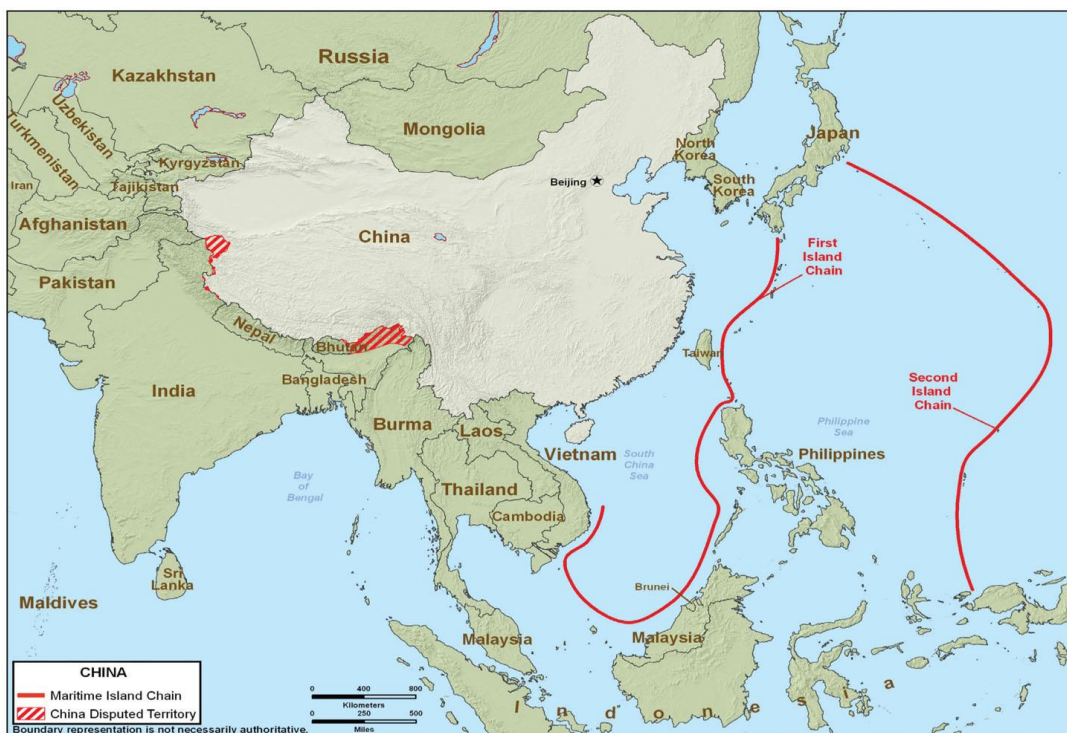 Russia
Kazakhstan
Mongolia
Uzbekistan
Turkmenistan
Kyrgyzstan
Tajikistan
Iran
Afghanistan
Pakistan
North
Korea
South
Korea
Japan
Beijing
China
First
Island
Chain
Nepal
Bhutan
Bangladesh
India
Burma
Laos
Taiwan
Second
Island
Chain
Philippine
Sea
Vietnam
South
China
Sea
Philippines
Bay
of
Bengal
Thailand
Cambodia
Sri
Lanka
Maldives
Brunei
Malaysia
Malaysia
Indonesia
CHINA
Maritime Island Chain
China Disputed Territory
0 400 800
Kilometers
0 250 500
Miles
Boundary representation is not necessarily authoritative.